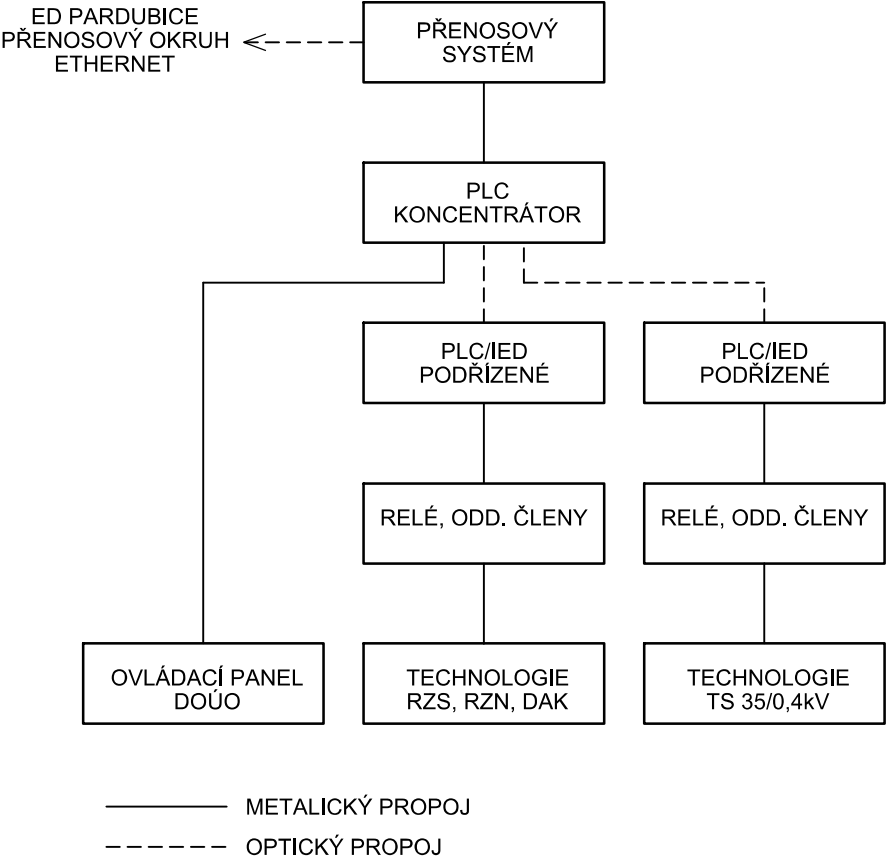 ED PARDUBICE
PŘENOSOVÝ OKRUH
ETHERNET
PŘENOSOVÝ
SYSTÉM
PLC
KONCENTRÁTOR
PLC/IED
PODŘÍZENÉ
PLC/IED
PODŘÍZENÉ
RELÉ, ODD. ČLENY
RELÉ, ODD. ČLENY
OVLÁDACÍ PANEL
DOÚO
TECHNOLOGIE
RZS, RZN, DAK
TECHNOLOGIE
TS 35/0,4kV
METALICKÝ PROPOJ
OPTICKÝ PROPOJ